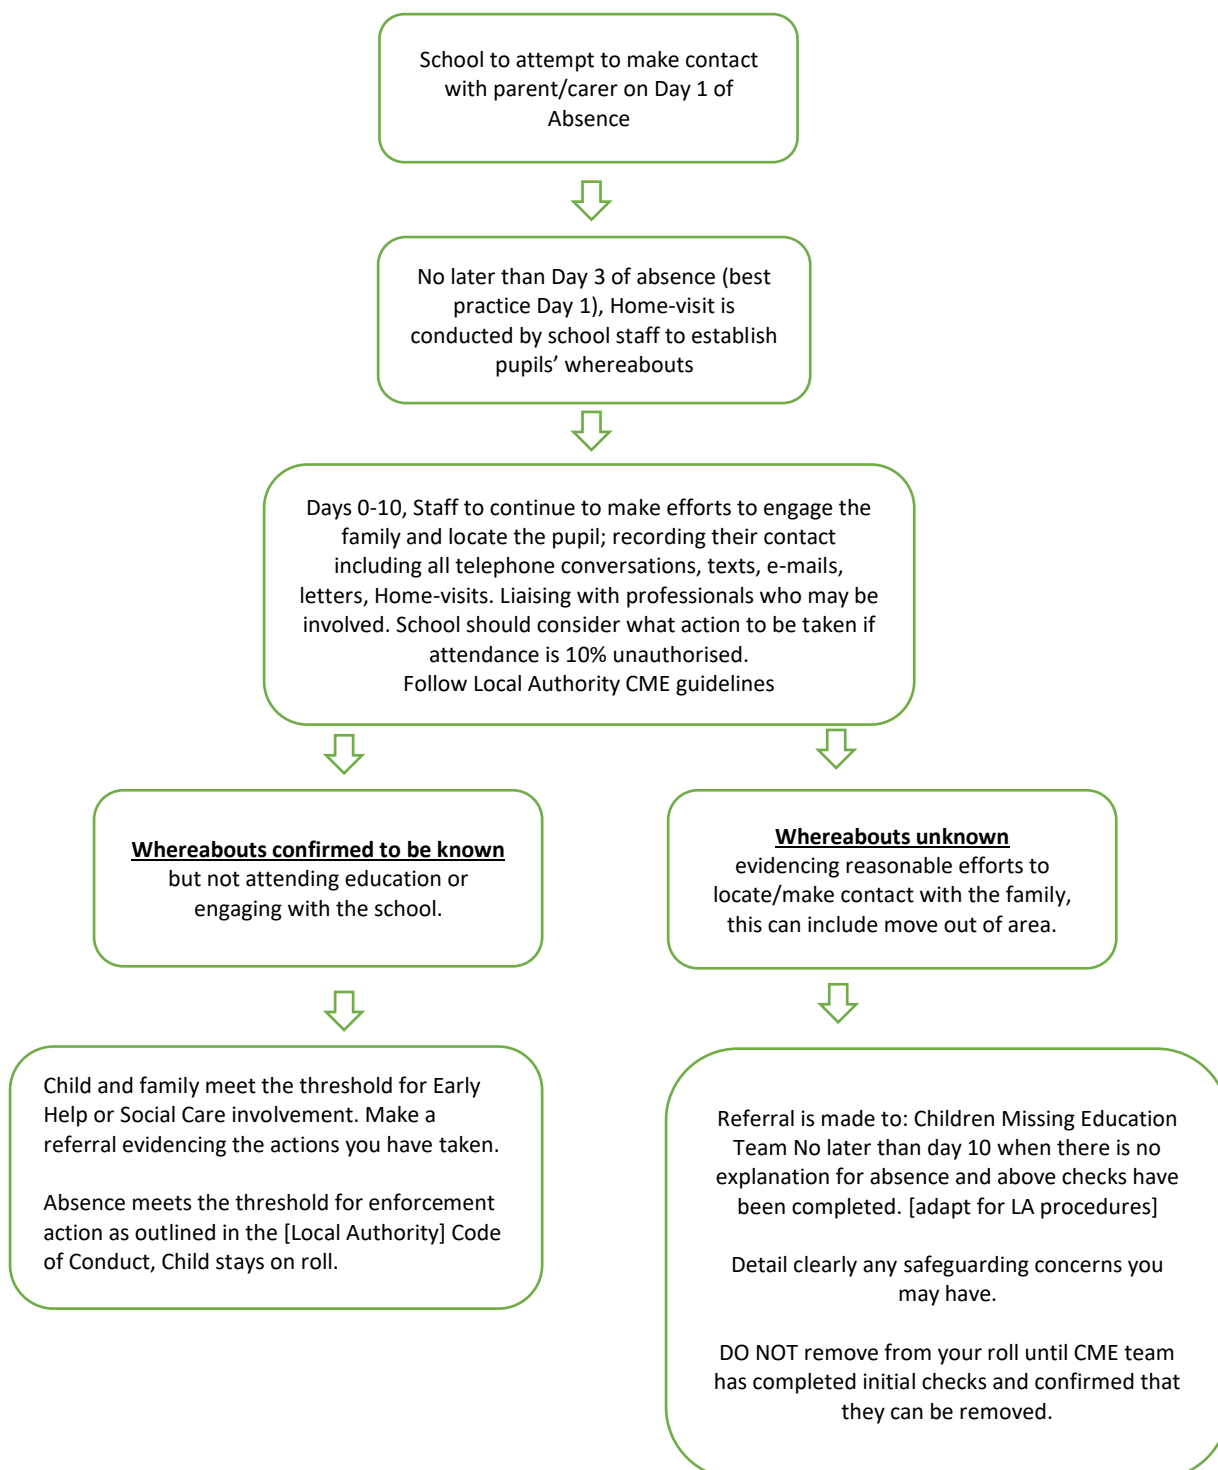 School to attempt to make contact
with parent/carer on Day 1 of
Absence
No later than Day 3 of absence (best
practice Day 1), Home-visit is
conducted by school staff to establish
pupils’ whereabouts
Days 0-10, Staff to continue to make efforts to engage the
family and locate the pupil; recording their contact
including all telephone conversations, texts, e-mails,
letters, Home-visits. Liaising with professionals who may be
involved. School should consider what action to be taken if
attendance is 10% unauthorised.
Follow Local Authority CME guidelines
Whereabouts confirmed to be known
but not attending education or
engaging with the school.
Whereabouts unknown
evidencing reasonable efforts to
locate/make contact with the family,
this can include move out of area.
Child and family meet the threshold for Early
Help or Social Care involvement. Make a
referral evidencing the actions you have taken.
Absence meets the threshold for enforcement
action as outlined in the [Local Authority] Code
of Conduct, Child stays on roll.
Referral is made to: Children Missing Education
Team No later than day 10 when there is no
explanation for absence and above checks have
been completed. [adapt for LA procedures]
Detail clearly any safeguarding concerns you
may have.
DO NOT remove from your roll until CME team
has completed initial checks and confirmed that
they can be removed.